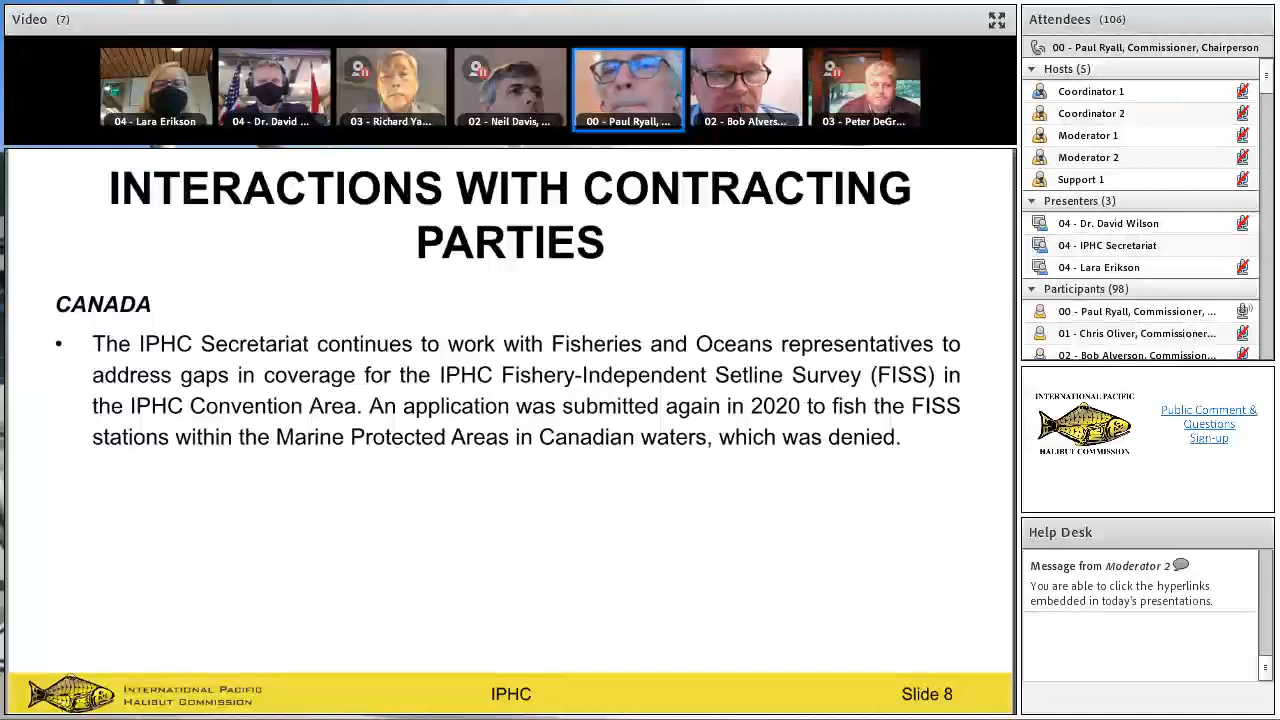 Video (7)
04 - Lara Erikson
04 - Dr. David ...
03 - Richard Ya...
02 - Neil Davis, ...
00 - Paul Ryall, ...
02 - Bob Alvers...
03 - Peter DeGr...
INTERACTIONS WITH CONTRACTING
PARTIES
CANADA
• The IPHC Secretariat continues to work with Fisheries and Oceans representatives to
address gaps in coverage for the IPHC Fishery-Independent Setline Survey (FISS) in
the IPHC Convention Area. An application was submitted again in 2020 to fish the FISS
stations within the Marine Protected Areas in Canadian waters, which was denied.
INTERNATIONAL PACIFIC
HALIBUT COMMISSION
IPHC
Slide 8
Attendees (106)
00 - Paul Ryall, Commissioner, Chairperson
Hosts (5)
Coordinator 1
Coordinator 2
Moderator 1
Moderator 2
Support 1
Presenters (3)
04 - Dr. David Wilson
04 - IPHC Secretariat
04 - Lara Erikson
Participants (98)
00 - Paul Ryall, Commissioner, ...
01 - Chris Oliver, Commissioner...
02 - Bob Alverson, Commission...
INTERNATIONAL PACIFIC
HALIBUT COMMISSION
Public Comment &
Questions
Sign-up
Help Desk
Message from Moderator 2
You are able to click the hyperlinks
embedded in today's presentations.